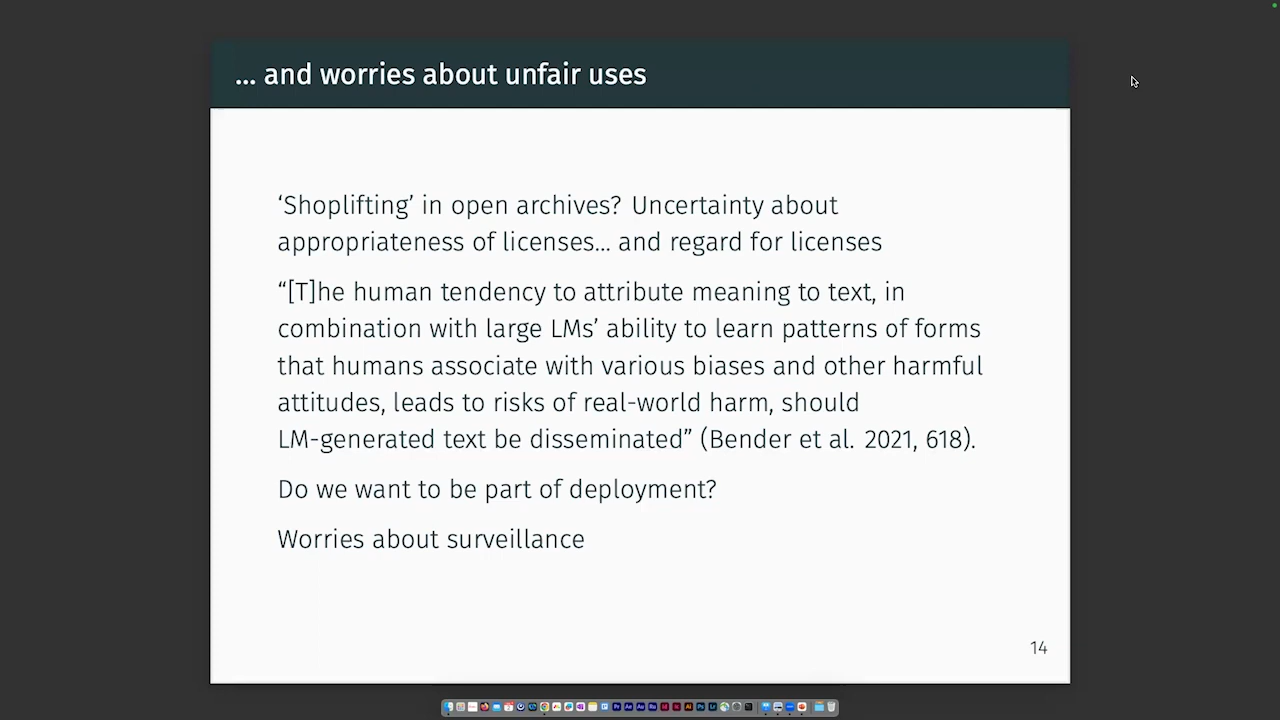 ... and worries about unfair uses
‘Shoplifting’ in open archives? Uncertainty about
appropriateness of licenses... and regard for licenses
“[T]he human tendency to attribute meaning to text, in
combination with large LMs’ ability to learn patterns of forms
that humans associate with various biases and other harmful
attitudes, leads to risks of real-world harm, should
LM-generated text be disseminated” (Bender et al. 2021, 618).
Do we want to be part of deployment?
Worries about surveillance
14